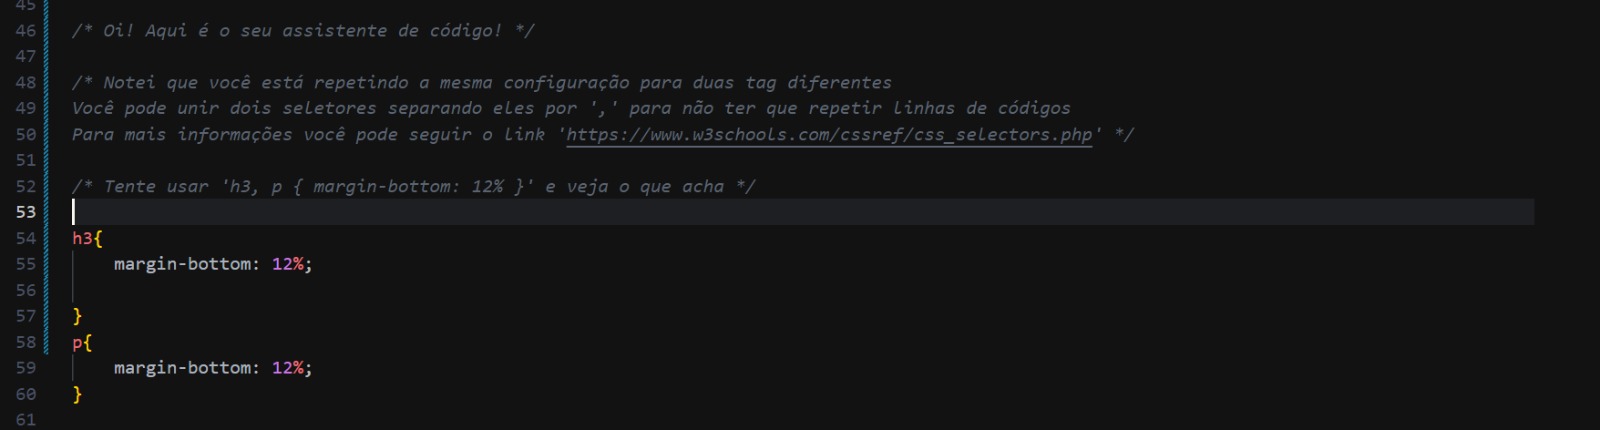 45
46 /* Oi! Aqui é o seu assistente de código! */
47
48 /* Notei que você está repetindo a mesma configuração para duas tag diferentes
49 Você pode unir dois seletores separando eles por ',' para não ter que repetir linhas de códigos
50 Para mais informações você pode seguir o link 'https://www.w3schools.com/cssref/css_selectors.php' */
51
52 /* Tente usar 'h3, p { margin-bottom: 12% }' e veja o que acha */
53
54 h3{
55 margin-bottom: 12%;
56
57 }
58 p{
59 margin-bottom: 12%;
60 }
61